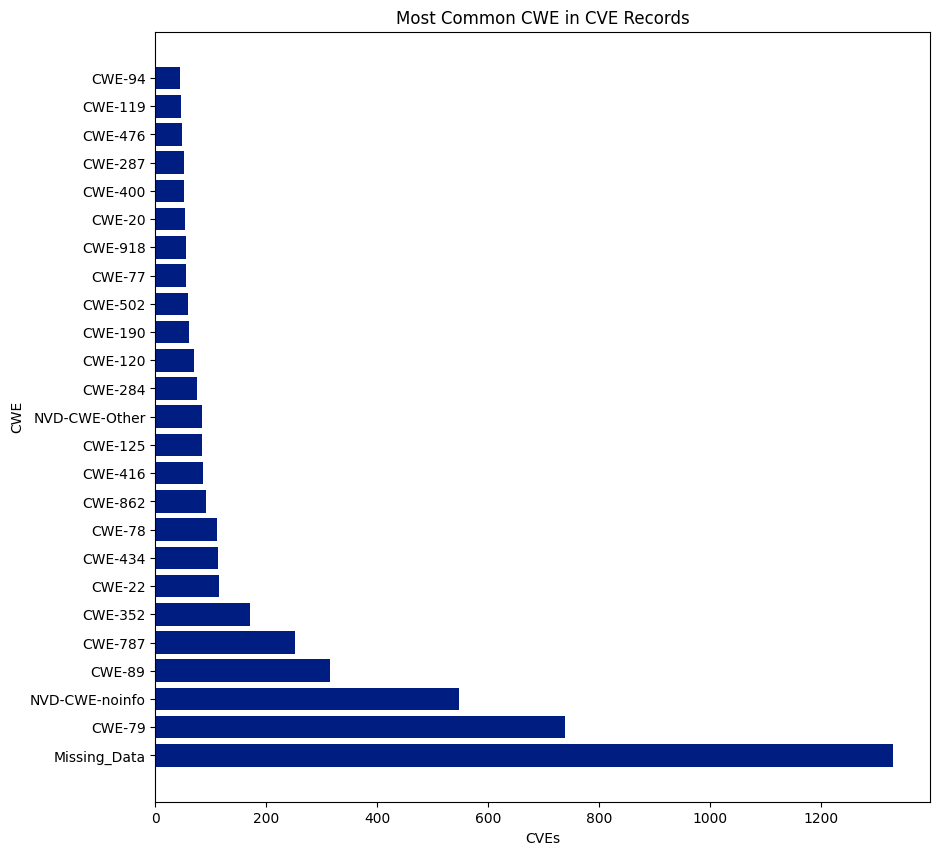 Most Common CWE in CVE Records
CWE
CWE-94
CWE-119
CWE-476
CWE-287
CWE-400
CWE-20
CWE-918
CWE-77
CWE-502
CWE-190
CWE-120
CWE-284
NVD-CWE-Other
CWE-125
CWE-416
CWE-862
CWE-78
CWE-434
CWE-22
CWE-352
CWE-787
CWE-89
NVD-CWE-noinfo
CWE-79
Missing_Data
0 200 400 600 800 1000 1200
CVEs